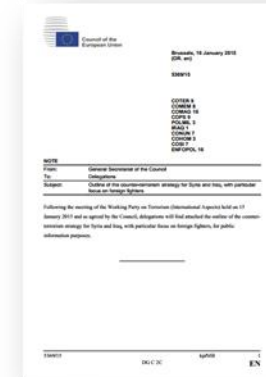 Council of the
European Union
Brussels, 16 January 2015
(OR. en)
5369/15
COTER 8
COMEM 8
COMAG 10
COPS 9
POLMIL 3
IRAQ 1
CONUN 7
COHOM 3
COSI 7
ENFOPOL 16
NOTE
From: General Secretariat of the Council
To: Delegations
Subject: Outline of the counter-terrorism strategy for Syria and Iraq, with particular
focus on foreign fighters
Following the meeting of the Working Party on Terrorism (International Aspects) held on 15
January 2015 and as agreed by the Council, delegations will find attached the outline of the counter-
terrorism strategy for Syria and Iraq, with particular focus on foreign fighters, for public
information purposes.
5369/15 1
DG C 2C EN